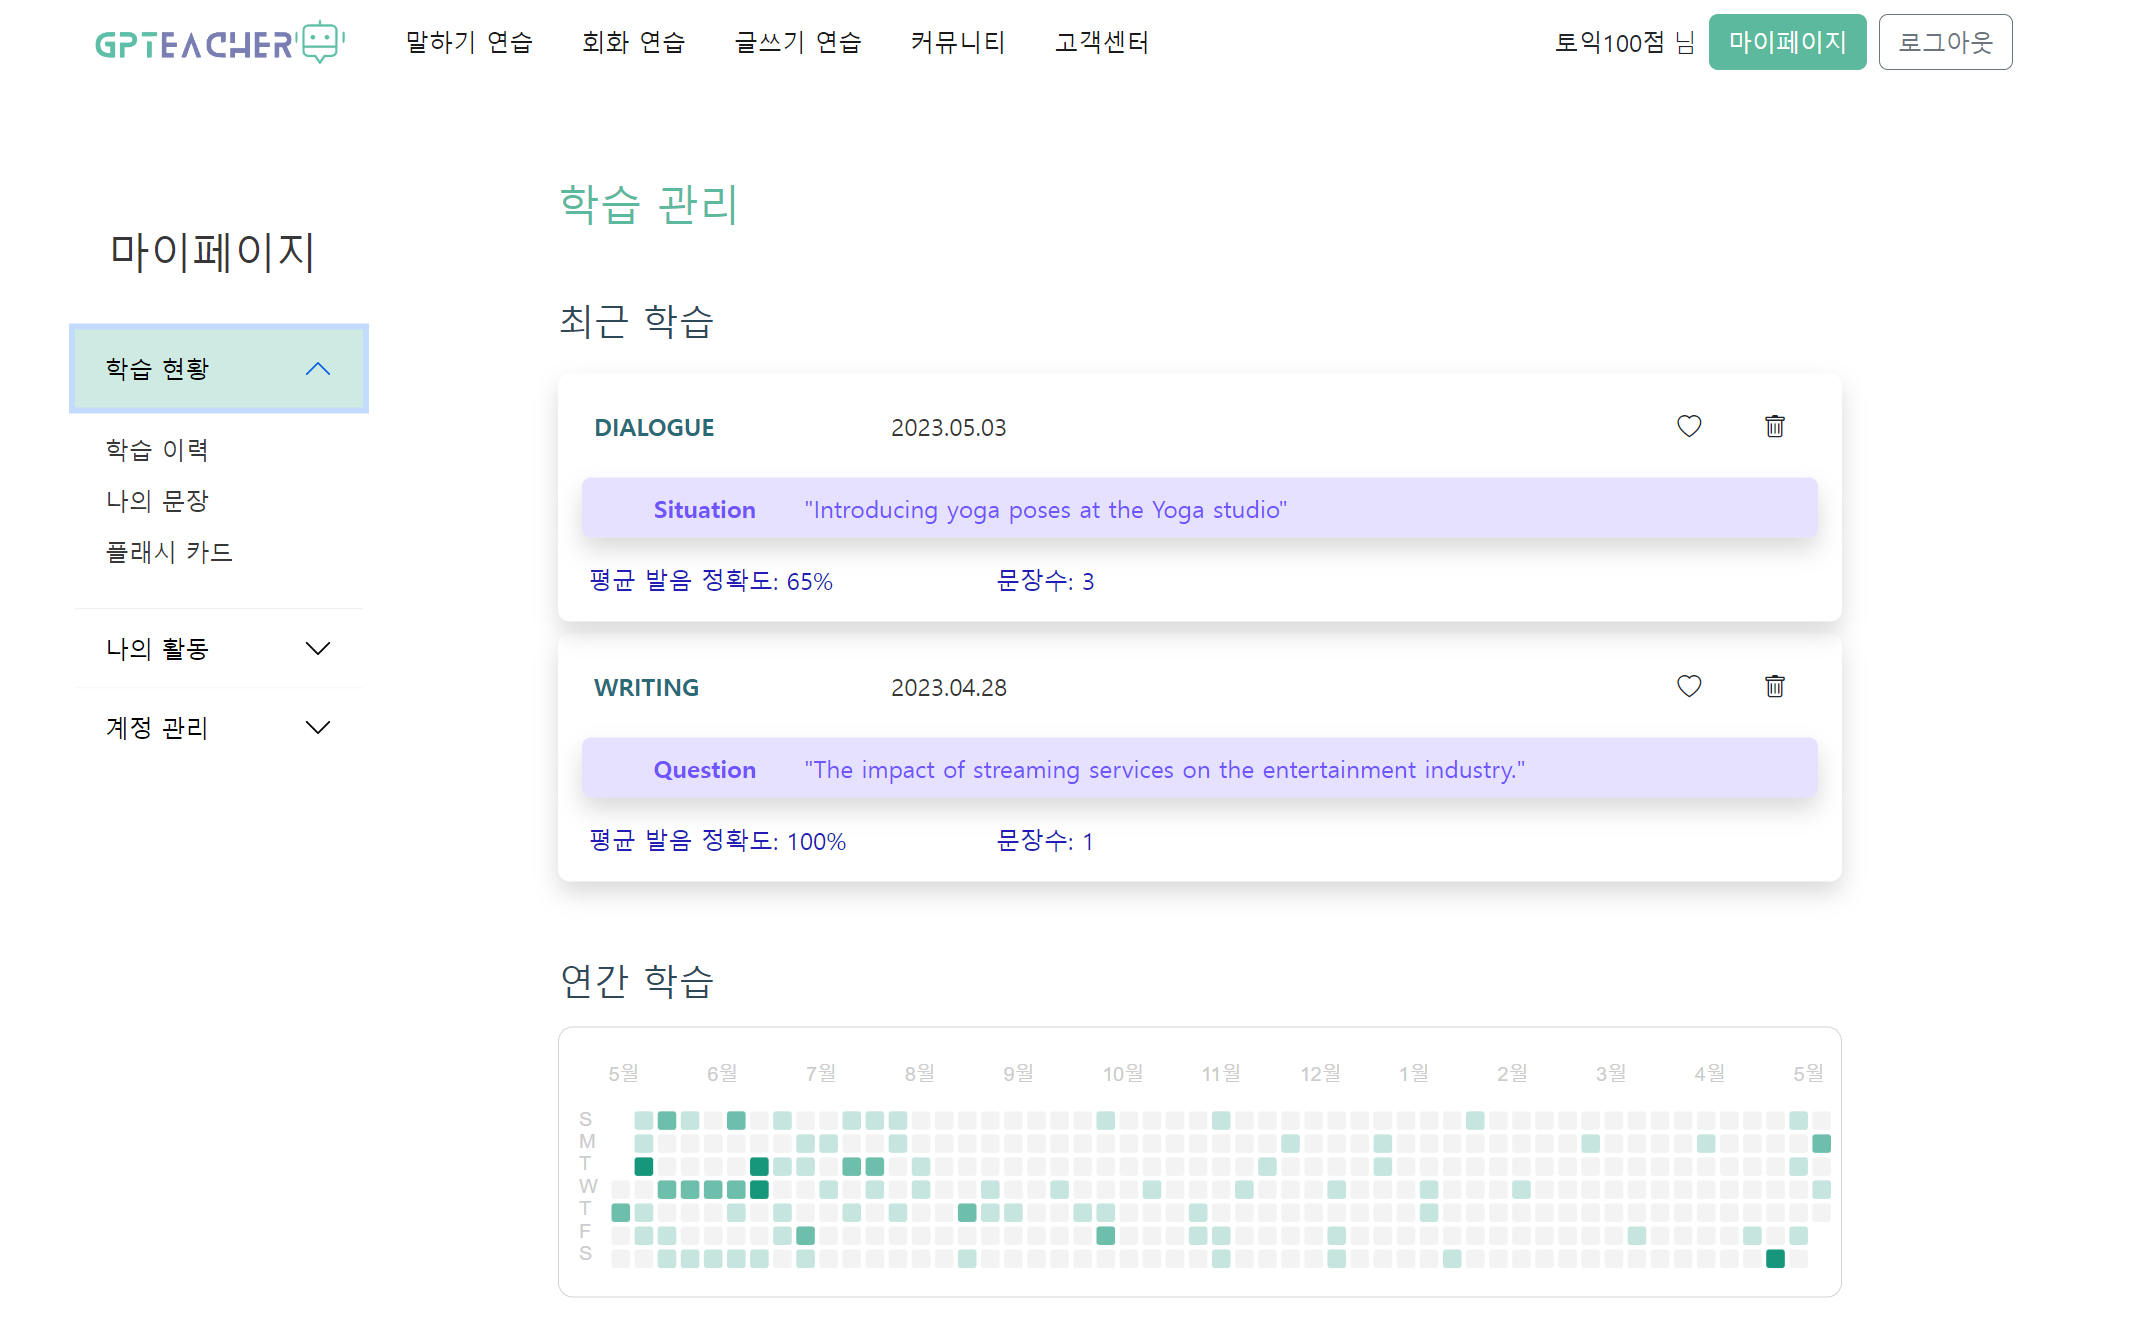 GPTEACHER
말하기 연습
회화 연습
글쓰기 연습
커뮤니티
고객센터
토익100점 님
마이페이지
로그아웃
마이페이지
학습 현황
학습 이력
나의 문장
플래시 카드
나의 활동
계정 관리
학습 관리
최근 학습
DIALOGUE 2023.05.03
Situation "Introducing yoga poses at the Yoga studio"
평균 발음 정확도: 65% 문장수: 3
WRITING 2023.04.28
Question "The impact of streaming services on the entertainment industry."
평균 발음 정확도: 100% 문장수: 1
연간 학습
5월 6월 7월 8월 9월 10월 11월 12월 1월 2월 3월 4월 5월
S
M
T
W
T
F
S